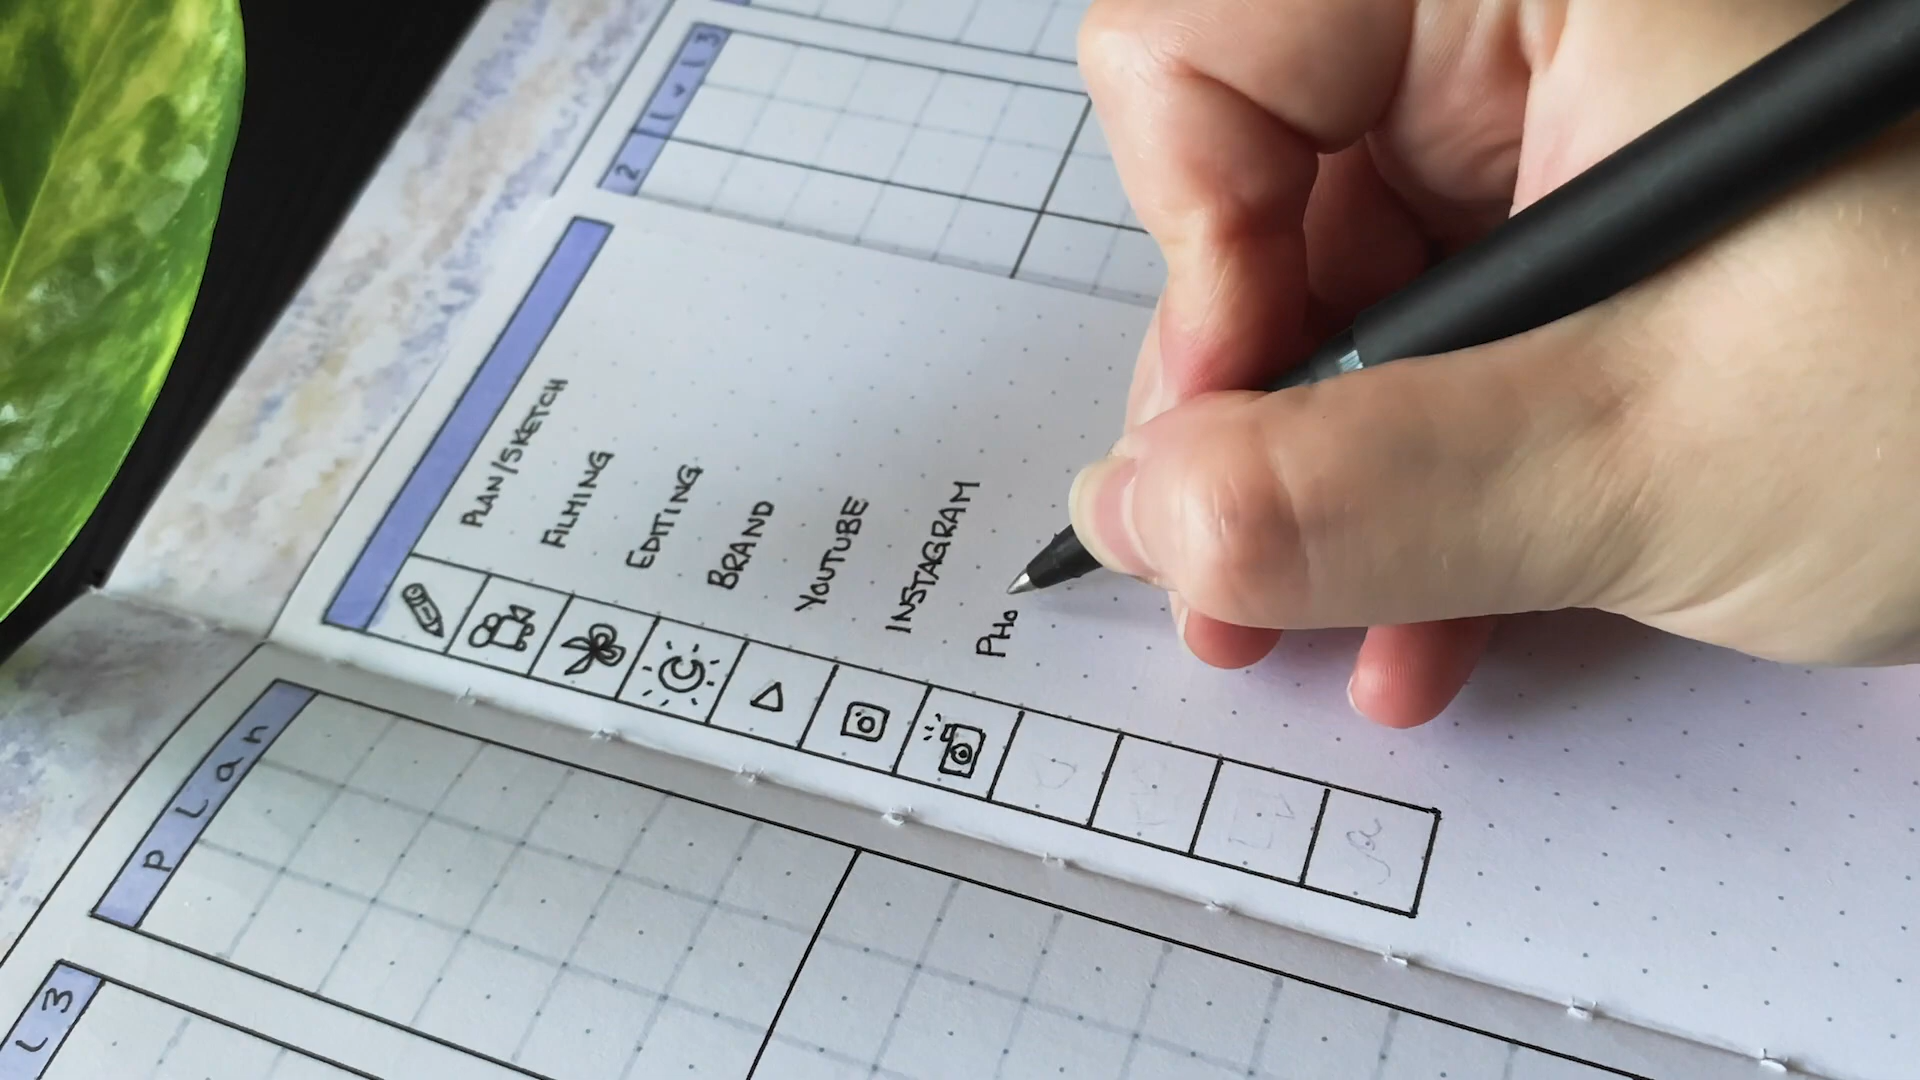 PLAN/SKETCH
FILMING
EDITING
BRAND
YOUTUBE
INSTAGRAM
PHO
Plan
2
L 3